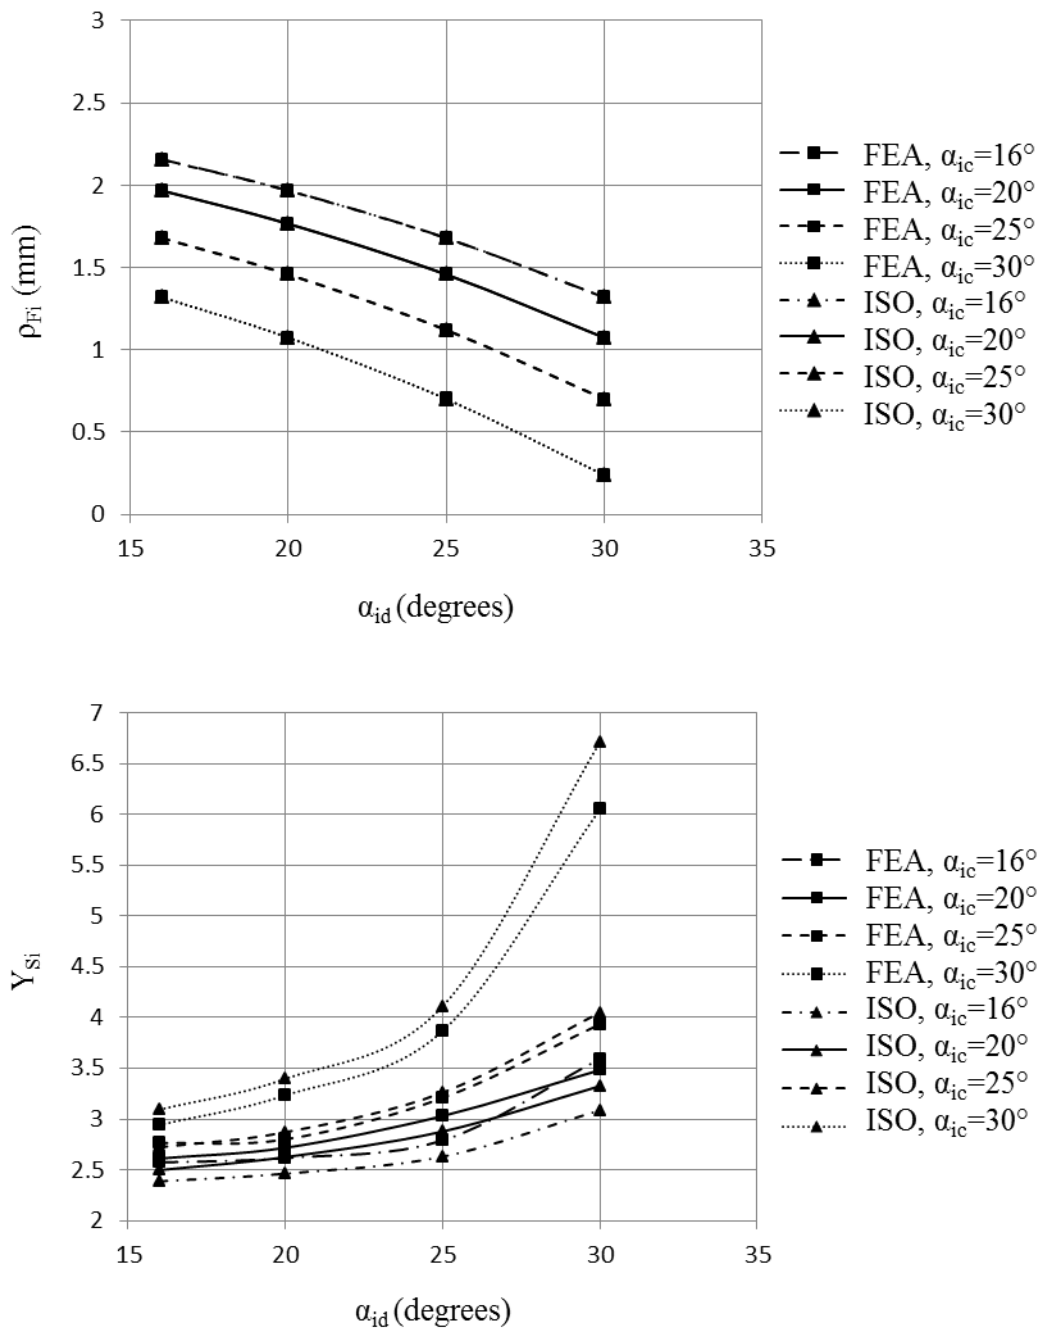 3
2.5
2
1.5
1
0.5
0
15 20 25 30 35
ρFi (mm)
αid (degrees)
FEA, αic=16°
FEA, αic=20°
FEA, αic=25°
FEA, αic=30°
ISO, αic=16°
ISO, αic=20°
ISO, αic=25°
ISO, αic=30°
7
6.5
6
5.5
5
4.5
4
3.5
3
2.5
2
15 20 25 30 35
YSi
αid (degrees)
FEA, αic=16°
FEA, αic=20°
FEA, αic=25°
FEA, αic=30°
ISO, αic=16°
ISO, αic=20°
ISO, αic=25°
ISO, αic=30°